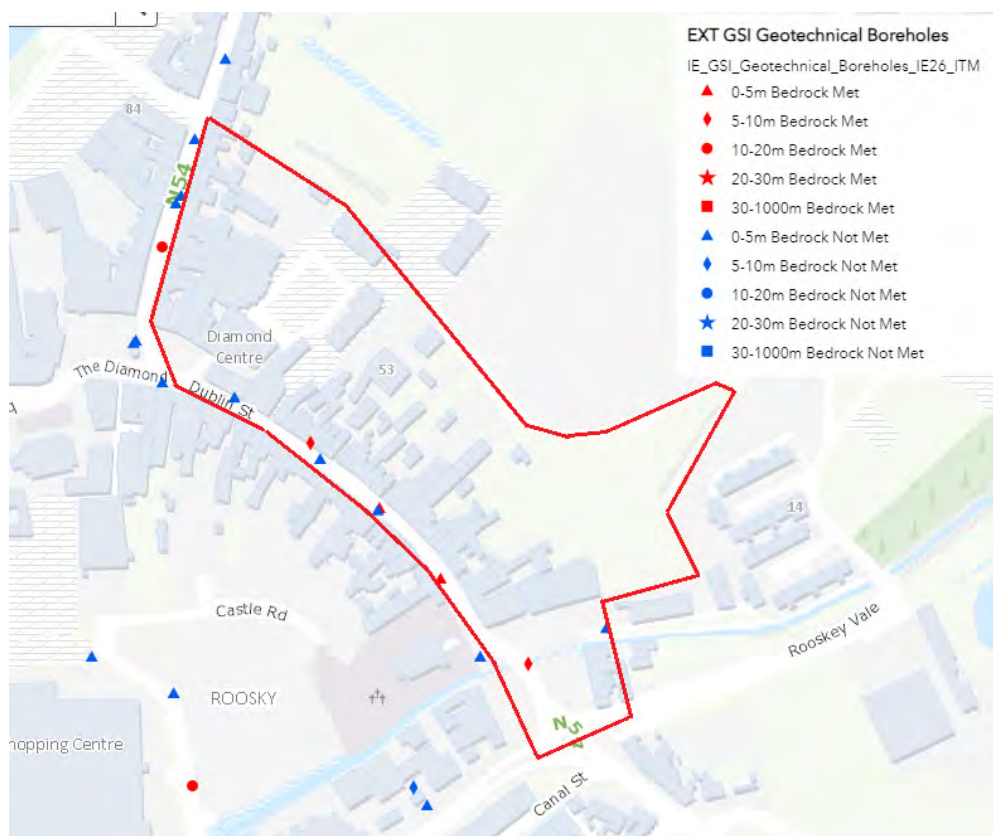 EXT GSI Geotechnical Boreholes
IE_GSI_Geotechnical_Boreholes_IE26_ITM
0-5m Bedrock Met
5-10m Bedrock Met
10-20m Bedrock Met
20-30m Bedrock Met
30-1000m Bedrock Met
0-5m Bedrock Not Met
5-10m Bedrock Not Met
10-20m Bedrock Not Met
20-30m Bedrock Not Met
30-1000m Bedrock Not Met
84
N54
Diamond
Centre
The Diamond
53
Dublin St
14
Castle Rd
Rooskey Vale
ROOSKY
hopping Centre
N54
Canal St